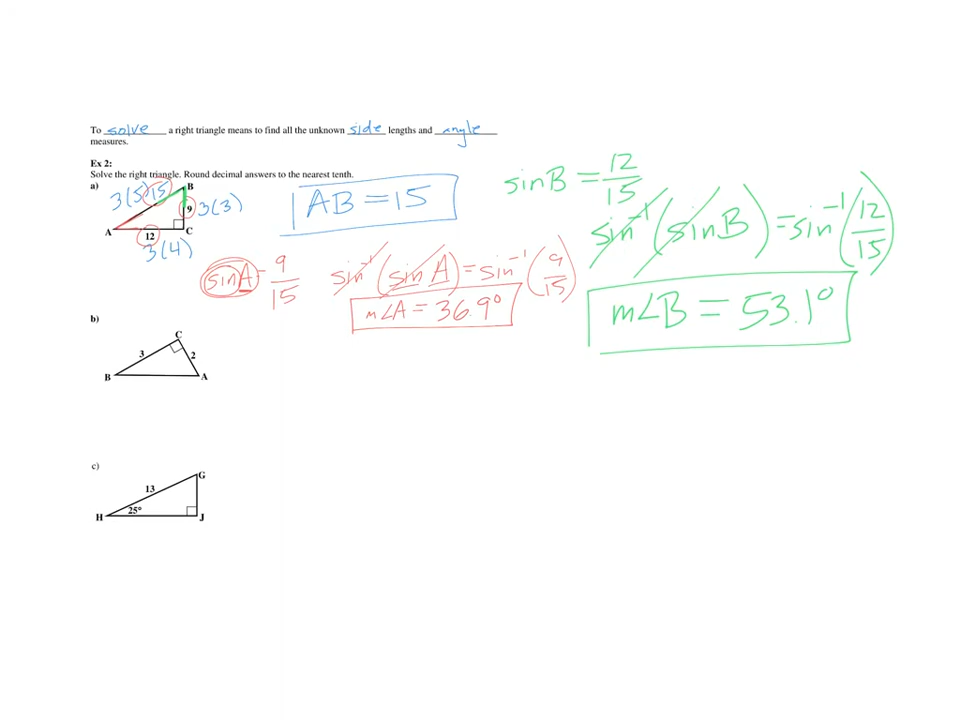 To solve a right triangle means to find all the unknown side lengths and angle
measures.
Ex 2:
Solve the right triangle. Round decimal answers to the nearest tenth.
a)
3(5) 15 B
9 3(3)
A 12 C
3(4)
AB = 15
sin A = 9/15
sin⁻¹(sin A) = sin⁻¹(9/15)
m∠A = 36.9°
sin B = 12/15
sin⁻¹(sin B) = sin⁻¹(12/15)
m∠B = 53.1°
b)
C
3 2
B A
c)
G
13
H 25° J